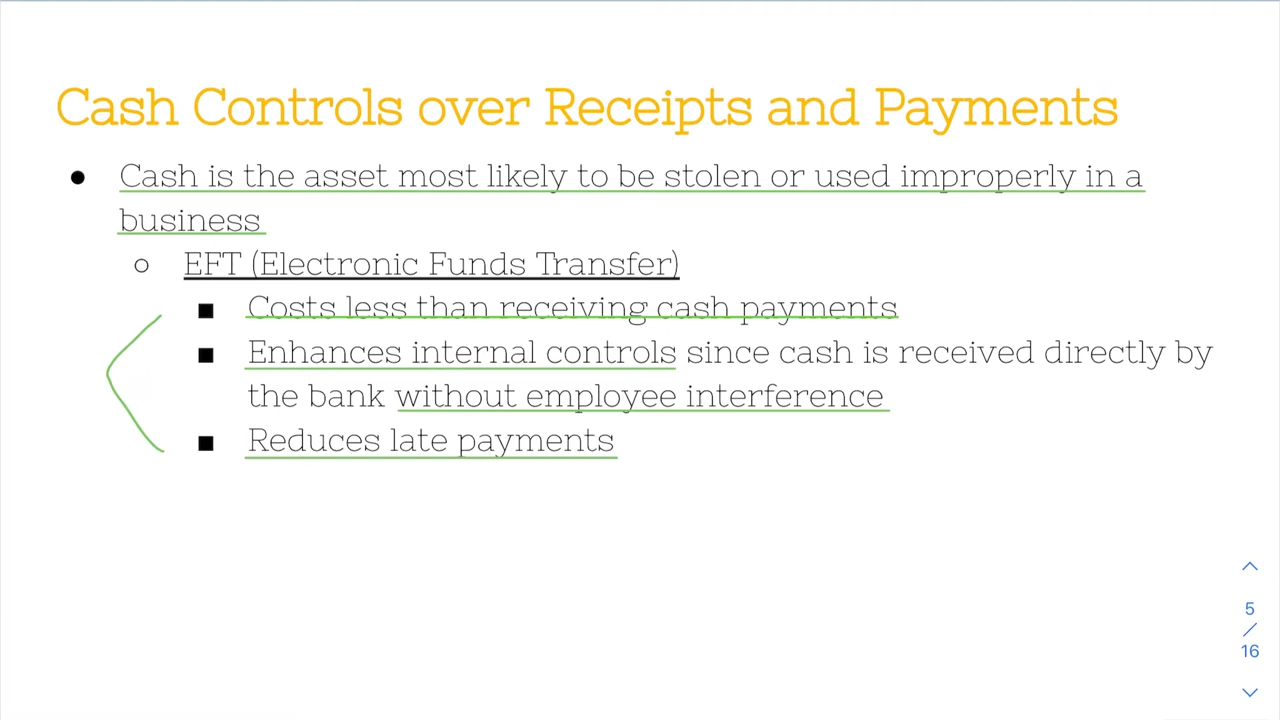 Cash Controls over Receipts and Payments
● Cash is the asset most likely to be stolen or used improperly in a
business
○ EFT (Electronic Funds Transfer)
■ Costs less than receiving cash payments
■ Enhances internal controls since cash is received directly by
the bank without employee interference
■ Reduces late payments
5
/
16